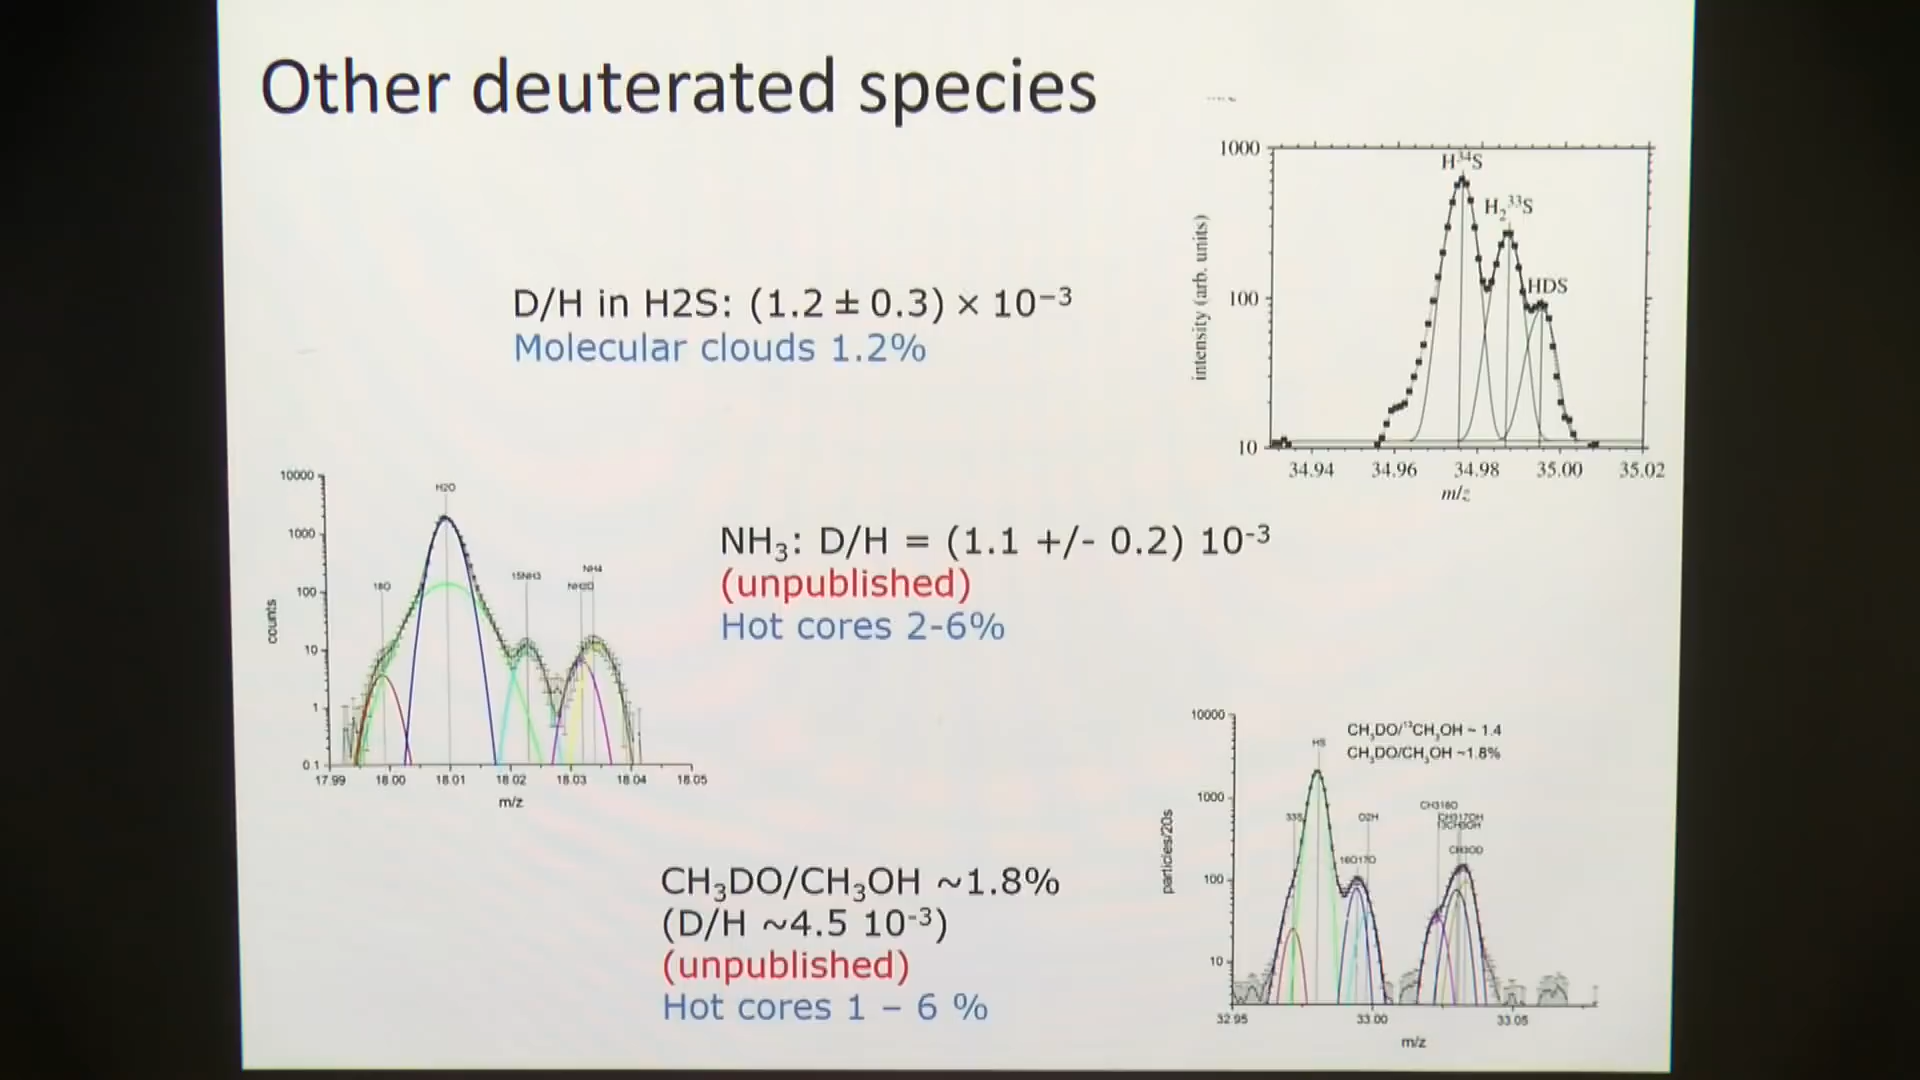 Other deuterated species
1000
H³⁴S
H₂³³S
HDS
100
10
intensity (arb. units)
34.94 34.96 34.98 35.00 35.02
m/z
D/H in H2S: (1.2 ± 0.3) × 10⁻³
Molecular clouds 1.2%
10000
H2O
1000
18O
15NH3
NH4
NH2D
100
10
1
0.1
counts
17.99 18.00 18.01 18.02 18.03 18.04 18.05
m/z
NH₃: D/H = (1.1 +/- 0.2) 10⁻³
(unpublished)
Hot cores 2-6%
10000
CH₃DO/¹³CH₃OH ~ 1.4
HS
CH₃DO/CH₃OH ~1.8%
1000
33S
O2H
CH318O
CH317OH
13CH3OH
16O17O
CH3OD
100
10
particles/20s
32.95 33.00 33.05
m/z
CH₃DO/CH₃OH ~1.8%
(D/H ~4.5 10⁻³)
(unpublished)
Hot cores 1 – 6 %